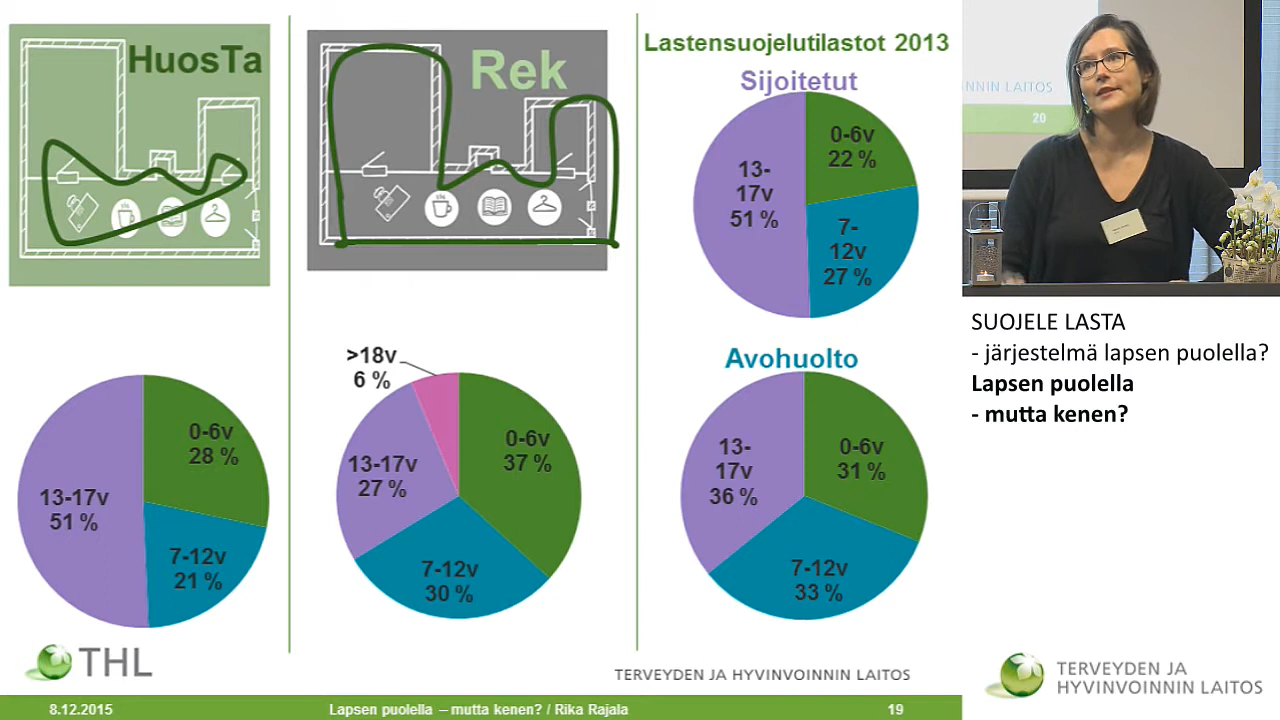 HuosTa
Rek
Lastensuojelutilastot 2013
Sijoitetut
0-6v
22 %
13-
17v
51 %
7-
12v
27 %
>18v
6 %
Avohuolto
0-6v
28 %
13-17v
51 %
7-12v
21 %
0-6v
37 %
13-17v
27 %
7-12v
30 %
13-
17v
36 %
0-6v
31 %
7-12v
33 %
THL
TERVEYDEN JA HYVINVOINNIN LAITOS
8.12.2015
Lapsen puolella – mutta kenen? / Rika Rajala
19
NNIN LAITOS
20
SUOJELE LASTA
- järjestelmä lapsen puolella?
Lapsen puolella
- mutta kenen?
TERVEYDEN JA
HYVINVOINNIN LAITOS